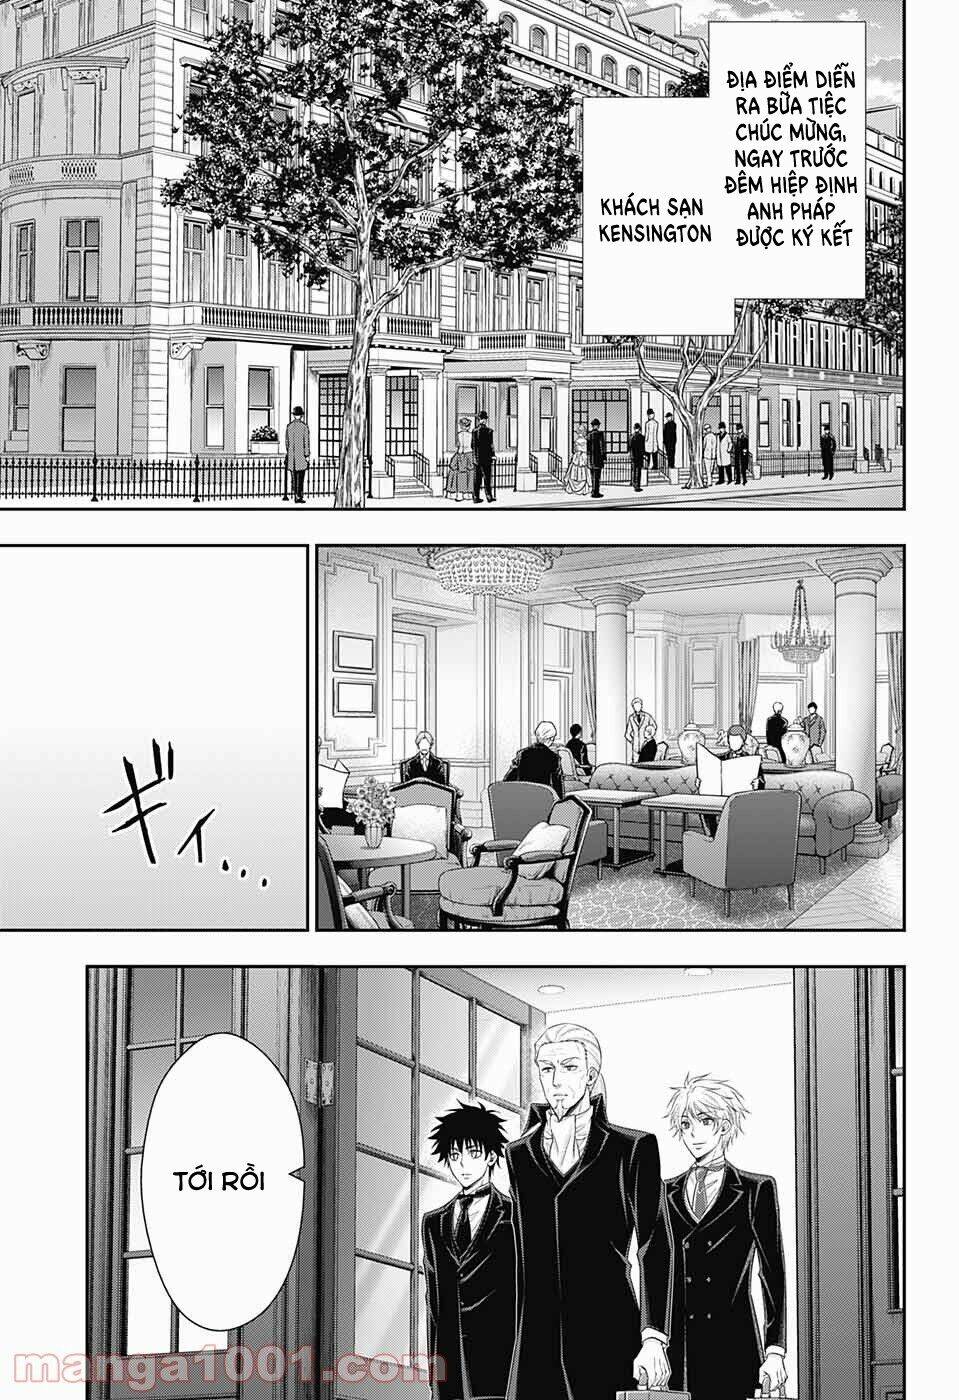 ĐỊA ĐIỂM DIỄN
RA BỮA TIỆC
CHÚC MỪNG,
NGAY TRƯỚC
ĐÊM HIỆP ĐỊNH
ANH PHÁP
ĐƯỢC KÝ KẾT
KHÁCH SẠN
KENSINGTON
ギィ...
TỚI RỒI
manga1001.com